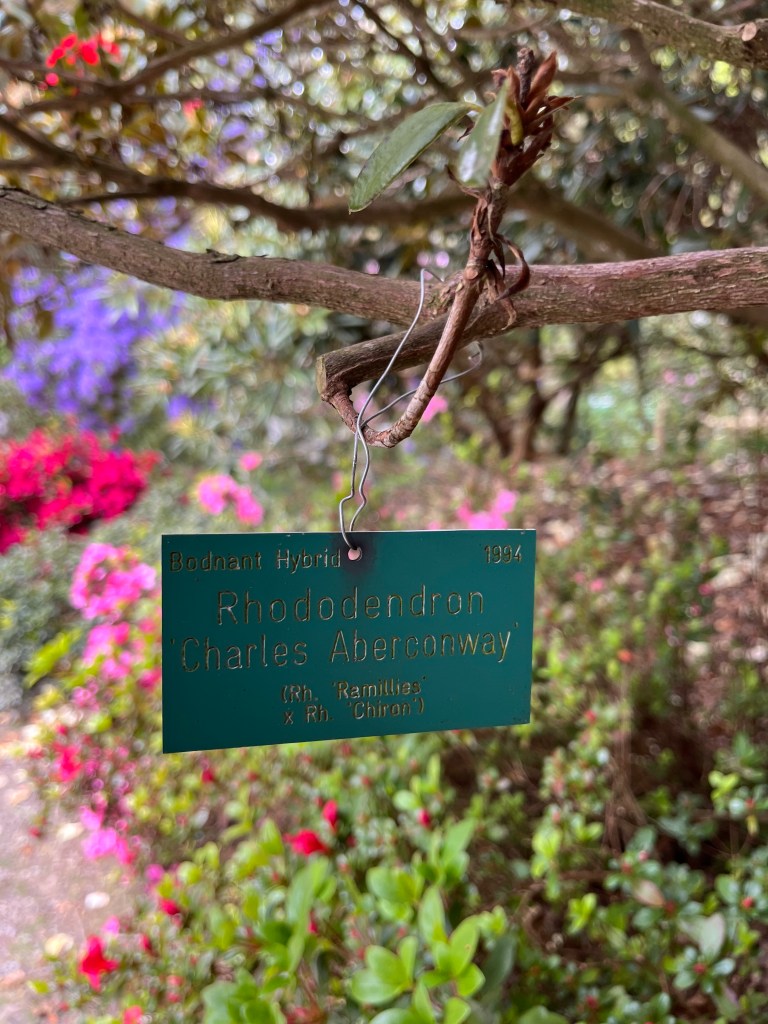 Bodnant Hybrid 1994
Rhododendron
'Charles Aberconway'
(Rh. 'Ramillies'
x Rh 'Chiron')